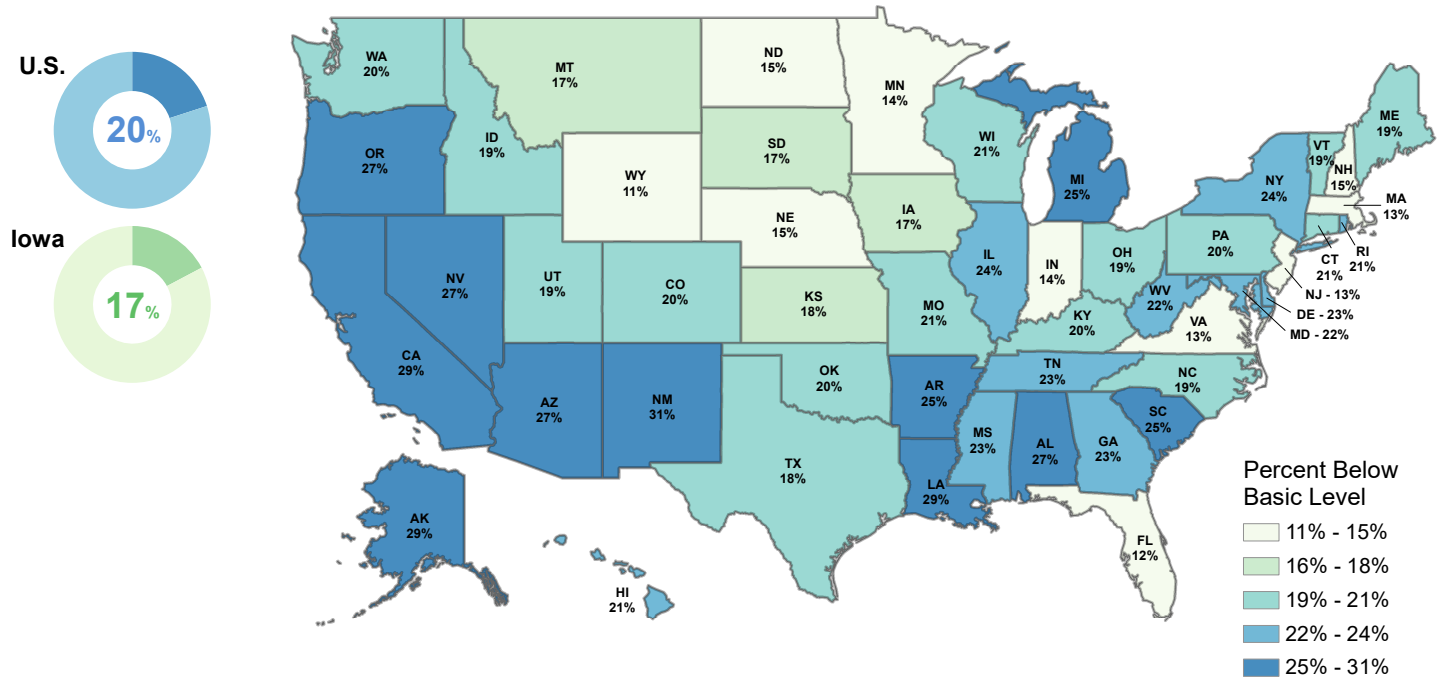 U.S.
20%
Iowa
17%
WA
20%
MT
17%
ND
15%
MN
14%
ME
19%
ID
19%
OR
27%
WY
11%
SD
17%
WI
21%
MI
25%
VT
19%
NH
15%
NY
24%
MA
13%
NE
15%
IA
17%
IL
24%
IN
14%
OH
19%
PA
20%
CT
21%
RI
21%
NJ - 13%
DE - 23%
MD - 22%
NV
27%
UT
19%
CO
20%
KS
18%
MO
21%
KY
20%
WV
22%
VA
13%
CA
29%
AZ
27%
NM
31%
OK
20%
AR
25%
TN
23%
NC
19%
TX
18%
LA
29%
MS
23%
AL
27%
GA
23%
SC
25%
AK
29%
HI
21%
FL
12%
Percent Below
Basic Level
11% - 15%
16% - 18%
19% - 21%
22% - 24%
25% - 31%